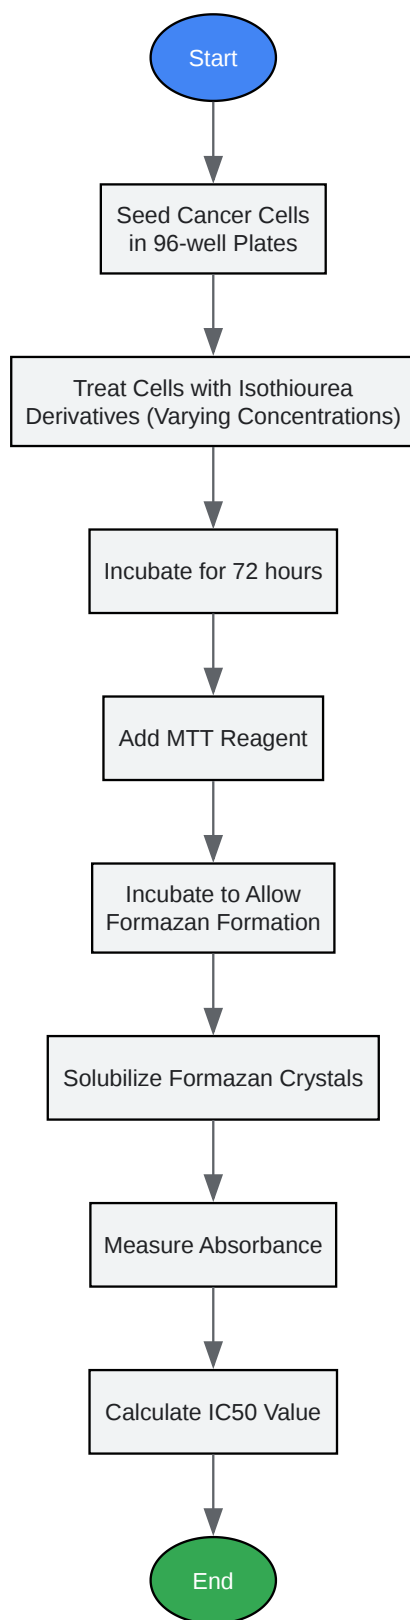 Start
Seed Cancer Cells
in 96-well Plates
Treat Cells with Isothiourea
Derivatives (Varying Concentrations)
Incubate for 72 hours
Add MTT Reagent
Incubate to Allow
Formazan Formation
Solubilize Formazan Crystals
Measure Absorbance
Calculate IC50 Value
End